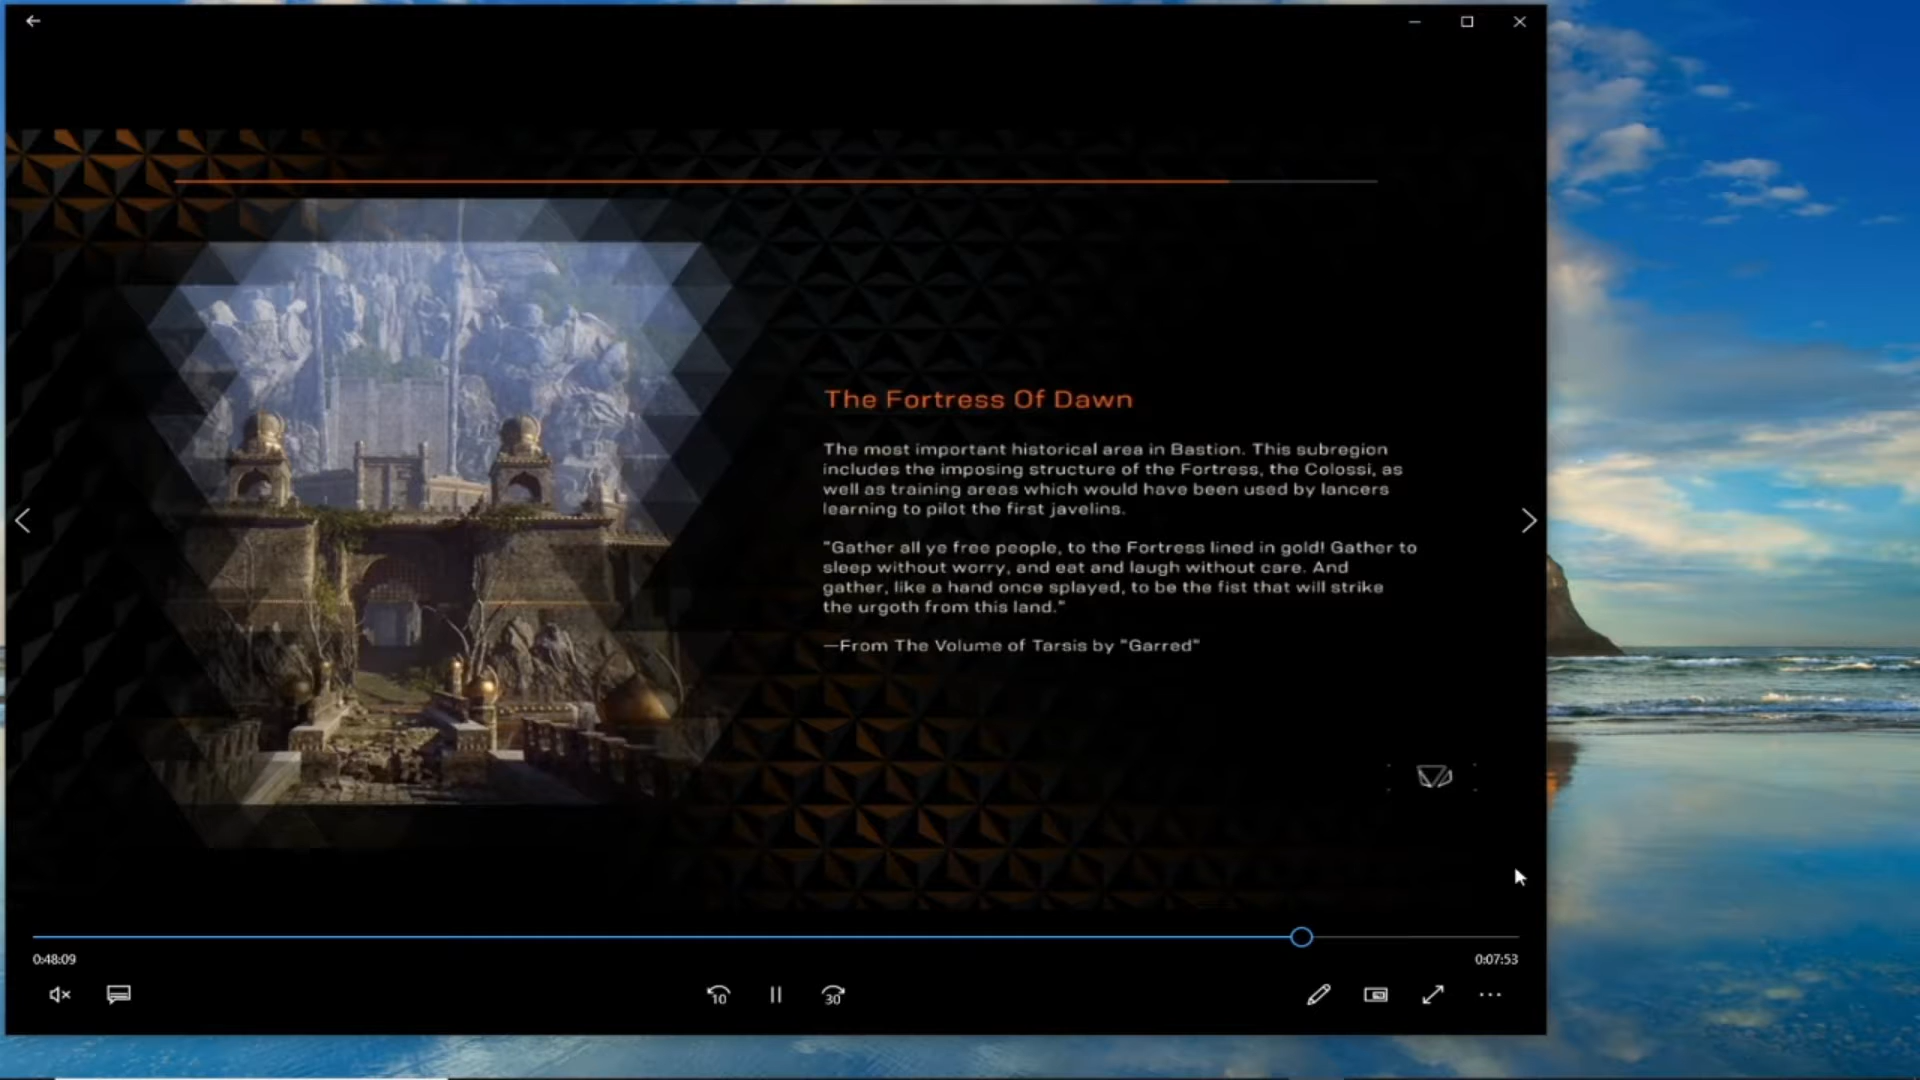 The Fortress Of Dawn
The most important historical area in Bastion. This subregion
includes the imposing structure of the Fortress, the Colossi, as
well as training areas which would have been used by lancers
learning to pilot the first javelins.
"Gather all ye free people, to the Fortress lined in gold! Gather to
sleep without worry, and eat and laugh without care. And
gather, like a hand once splayed, to be the fist that will strike
the urgoth from this land."
—From The Volume of Tarsis by "Garred"
0:48:09
0:07:53
10
30